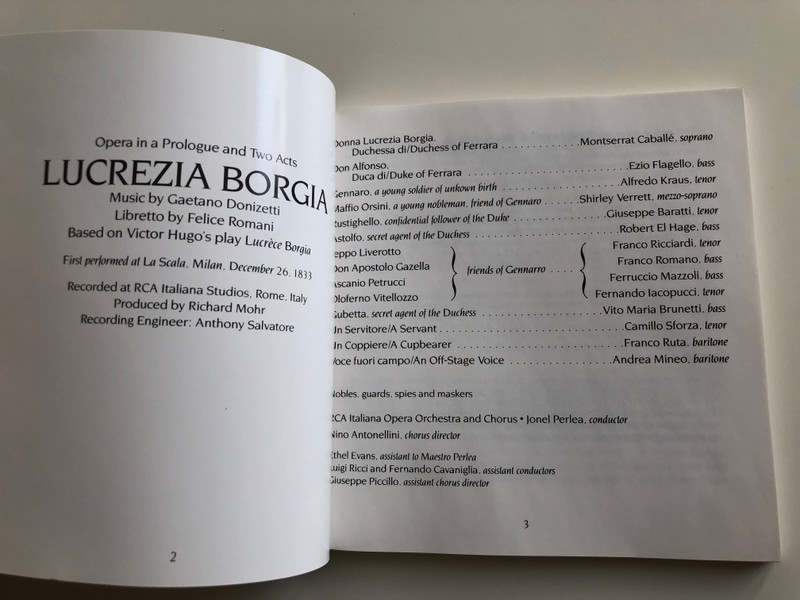 Opera in a Prologue and Two Acts
LUCREZIA BORGIA
Music by Gaetano Donizetti
Libretto by Felice Romani
Based on Victor Hugo's play Lucrèce Borgia
First performed at La Scala, Milan, December 26, 1833
Recorded at RCA Italiana Studios, Rome, Italy
Produced by Richard Mohr
Recording Engineer: Anthony Salvatore
2
Donna Lucrezia Borgia,
Duchessa di/Duchess of Ferrara . . . . . . . . . . . . Montserrat Caballé, soprano
Don Alfonso,
Duca di/Duke of Ferrara . . . . . . . . . . . . . . . . . . . . . . . . . . Ezio Flagello, bass
Gennaro, a young soldier of unkown birth . . . . . . . . . . . . . . . . . . . Alfredo Kraus, tenor
Maffio Orsini, a young nobleman, friend of Gennaro . . . . . . Shirley Verrett, mezzo-soprano
Rustighello, confidential follower of the Duke . . . . . . . . . . . . . . . Giuseppe Baratti, tenor
Astolfo, secret agent of the Duchess . . . . . . . . . . . . . . . . . . . . . . . . Robert El Hage, bass
Jeppo Liverotto Franco Ricciardi, tenor
Don Apostolo Gazella Franco Romano, bass
Ascanio Petrucci friends of Gennarro . . . . Ferruccio Mazzoli, bass
Oloferno Vitellozzo Fernando Iacopucci, tenor
Gubetta, secret agent of the Duchess . . . . . . . . . . . . . . . . . . . . Vito Maria Brunetti, bass
Un Servitore/A Servant . . . . . . . . . . . . . . . . . . . . . . . . . . . . . Camillo Sforza, tenor
Un Coppiere/A Cupbearer . . . . . . . . . . . . . . . . . . . . . . . . . . . Franco Ruta, baritone
Voce fuori campo/An Off-Stage Voice . . . . . . . . . . . . . . . . . Andrea Mineo, baritone
Nobles, guards, spies and maskers
RCA Italiana Opera Orchestra and Chorus • Jonel Perlea, conductor
Nino Antonellini, chorus director
Ethel Evans, assistant to Maestro Perlea
Luigi Ricci and Fernando Cavaniglia, assistant conductors
Giuseppe Piccillo, assistant chorus director
3